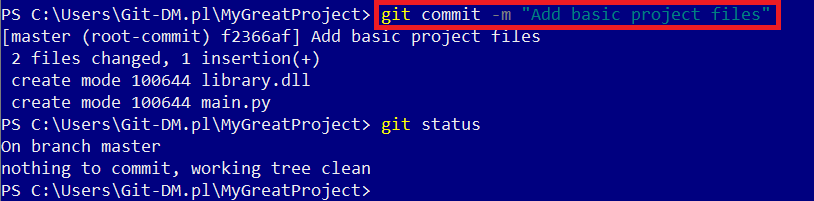 PS C:\Users\Git-DM.pl\MyGreatProject> git commit -m "Add basic project files"
[master (root-commit) f2366af] Add basic project files
 2 files changed, 1 insertion(+)
 create mode 100644 library.dll
 create mode 100644 main.py
PS C:\Users\Git-DM.pl\MyGreatProject> git status
On branch master
nothing to commit, working tree clean
PS C:\Users\Git-DM.pl\MyGreatProject>